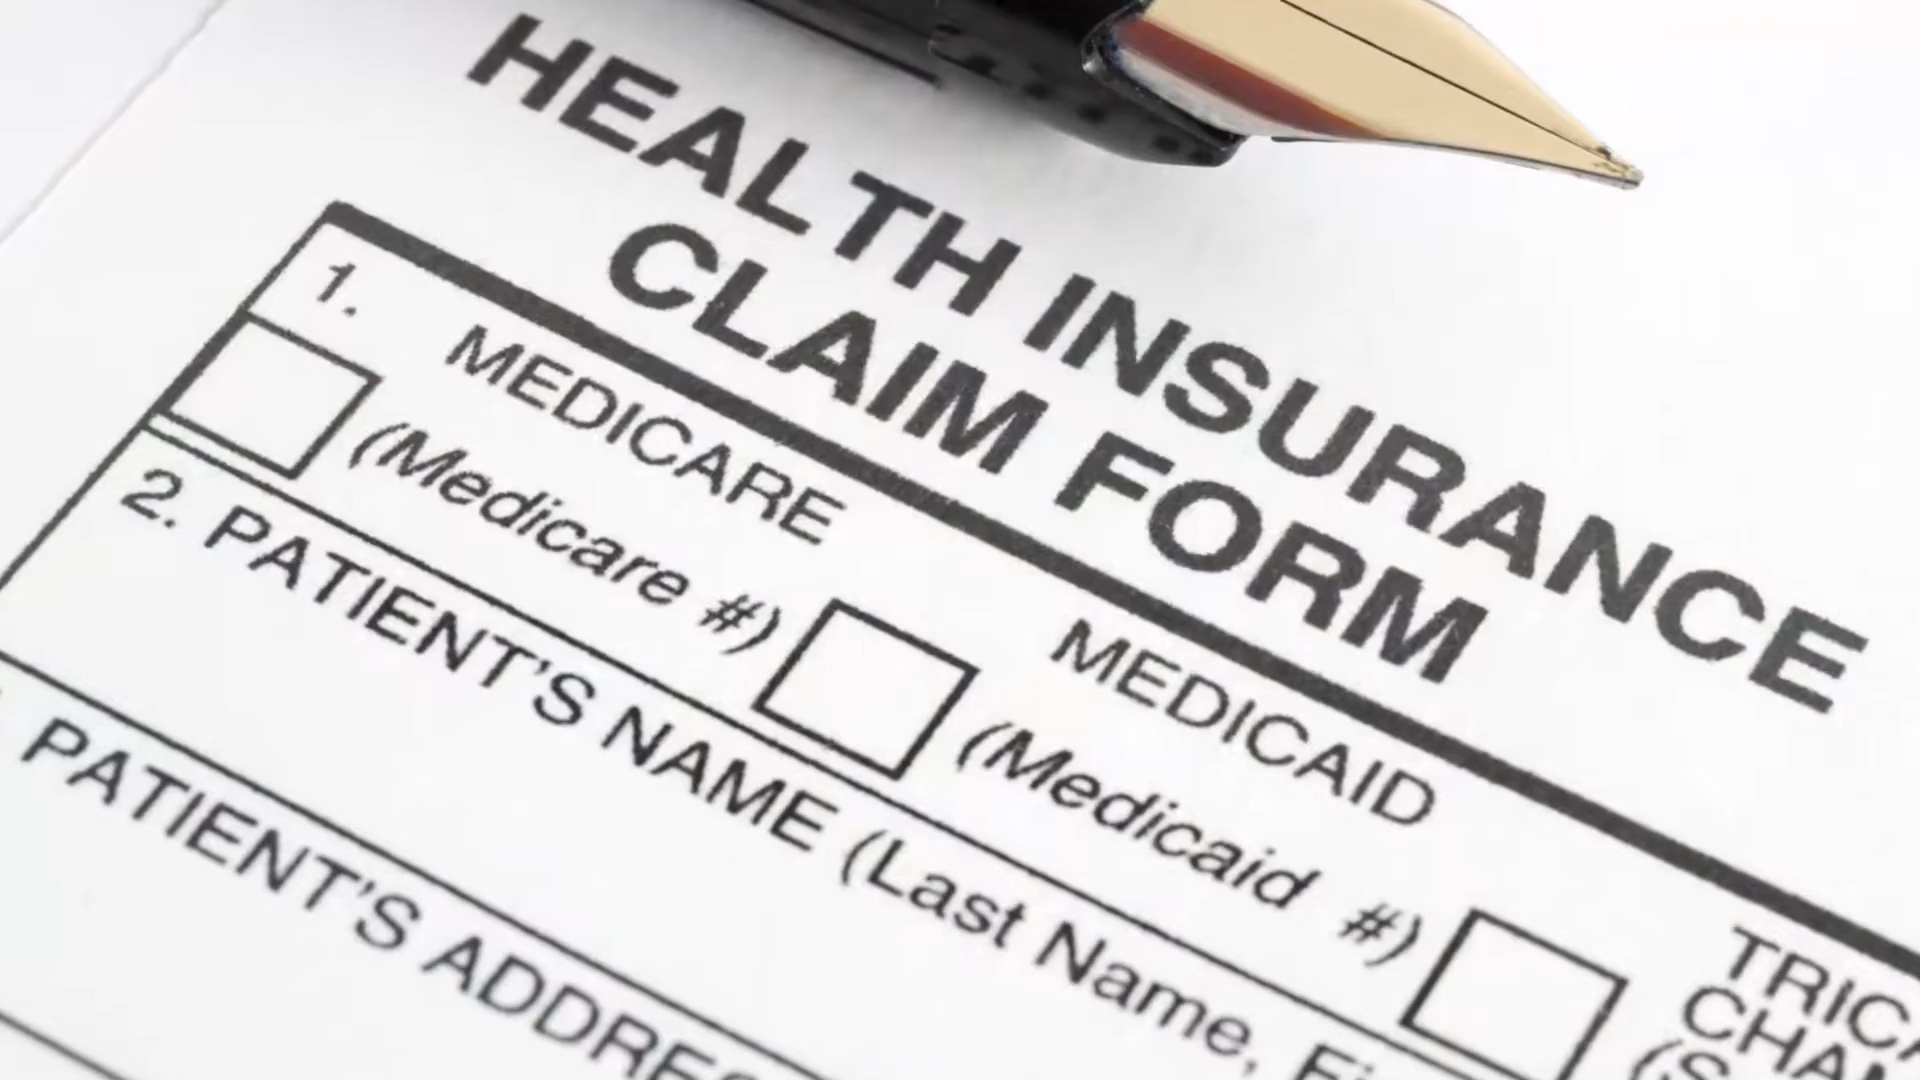 HEALTH INSURANCE
CLAIM FORM
1.
MEDICARE
MEDICAID
(Medicare #)
(Medicaid #)
2. PATIENT'S NAME (Last Name,
PATIENT'S